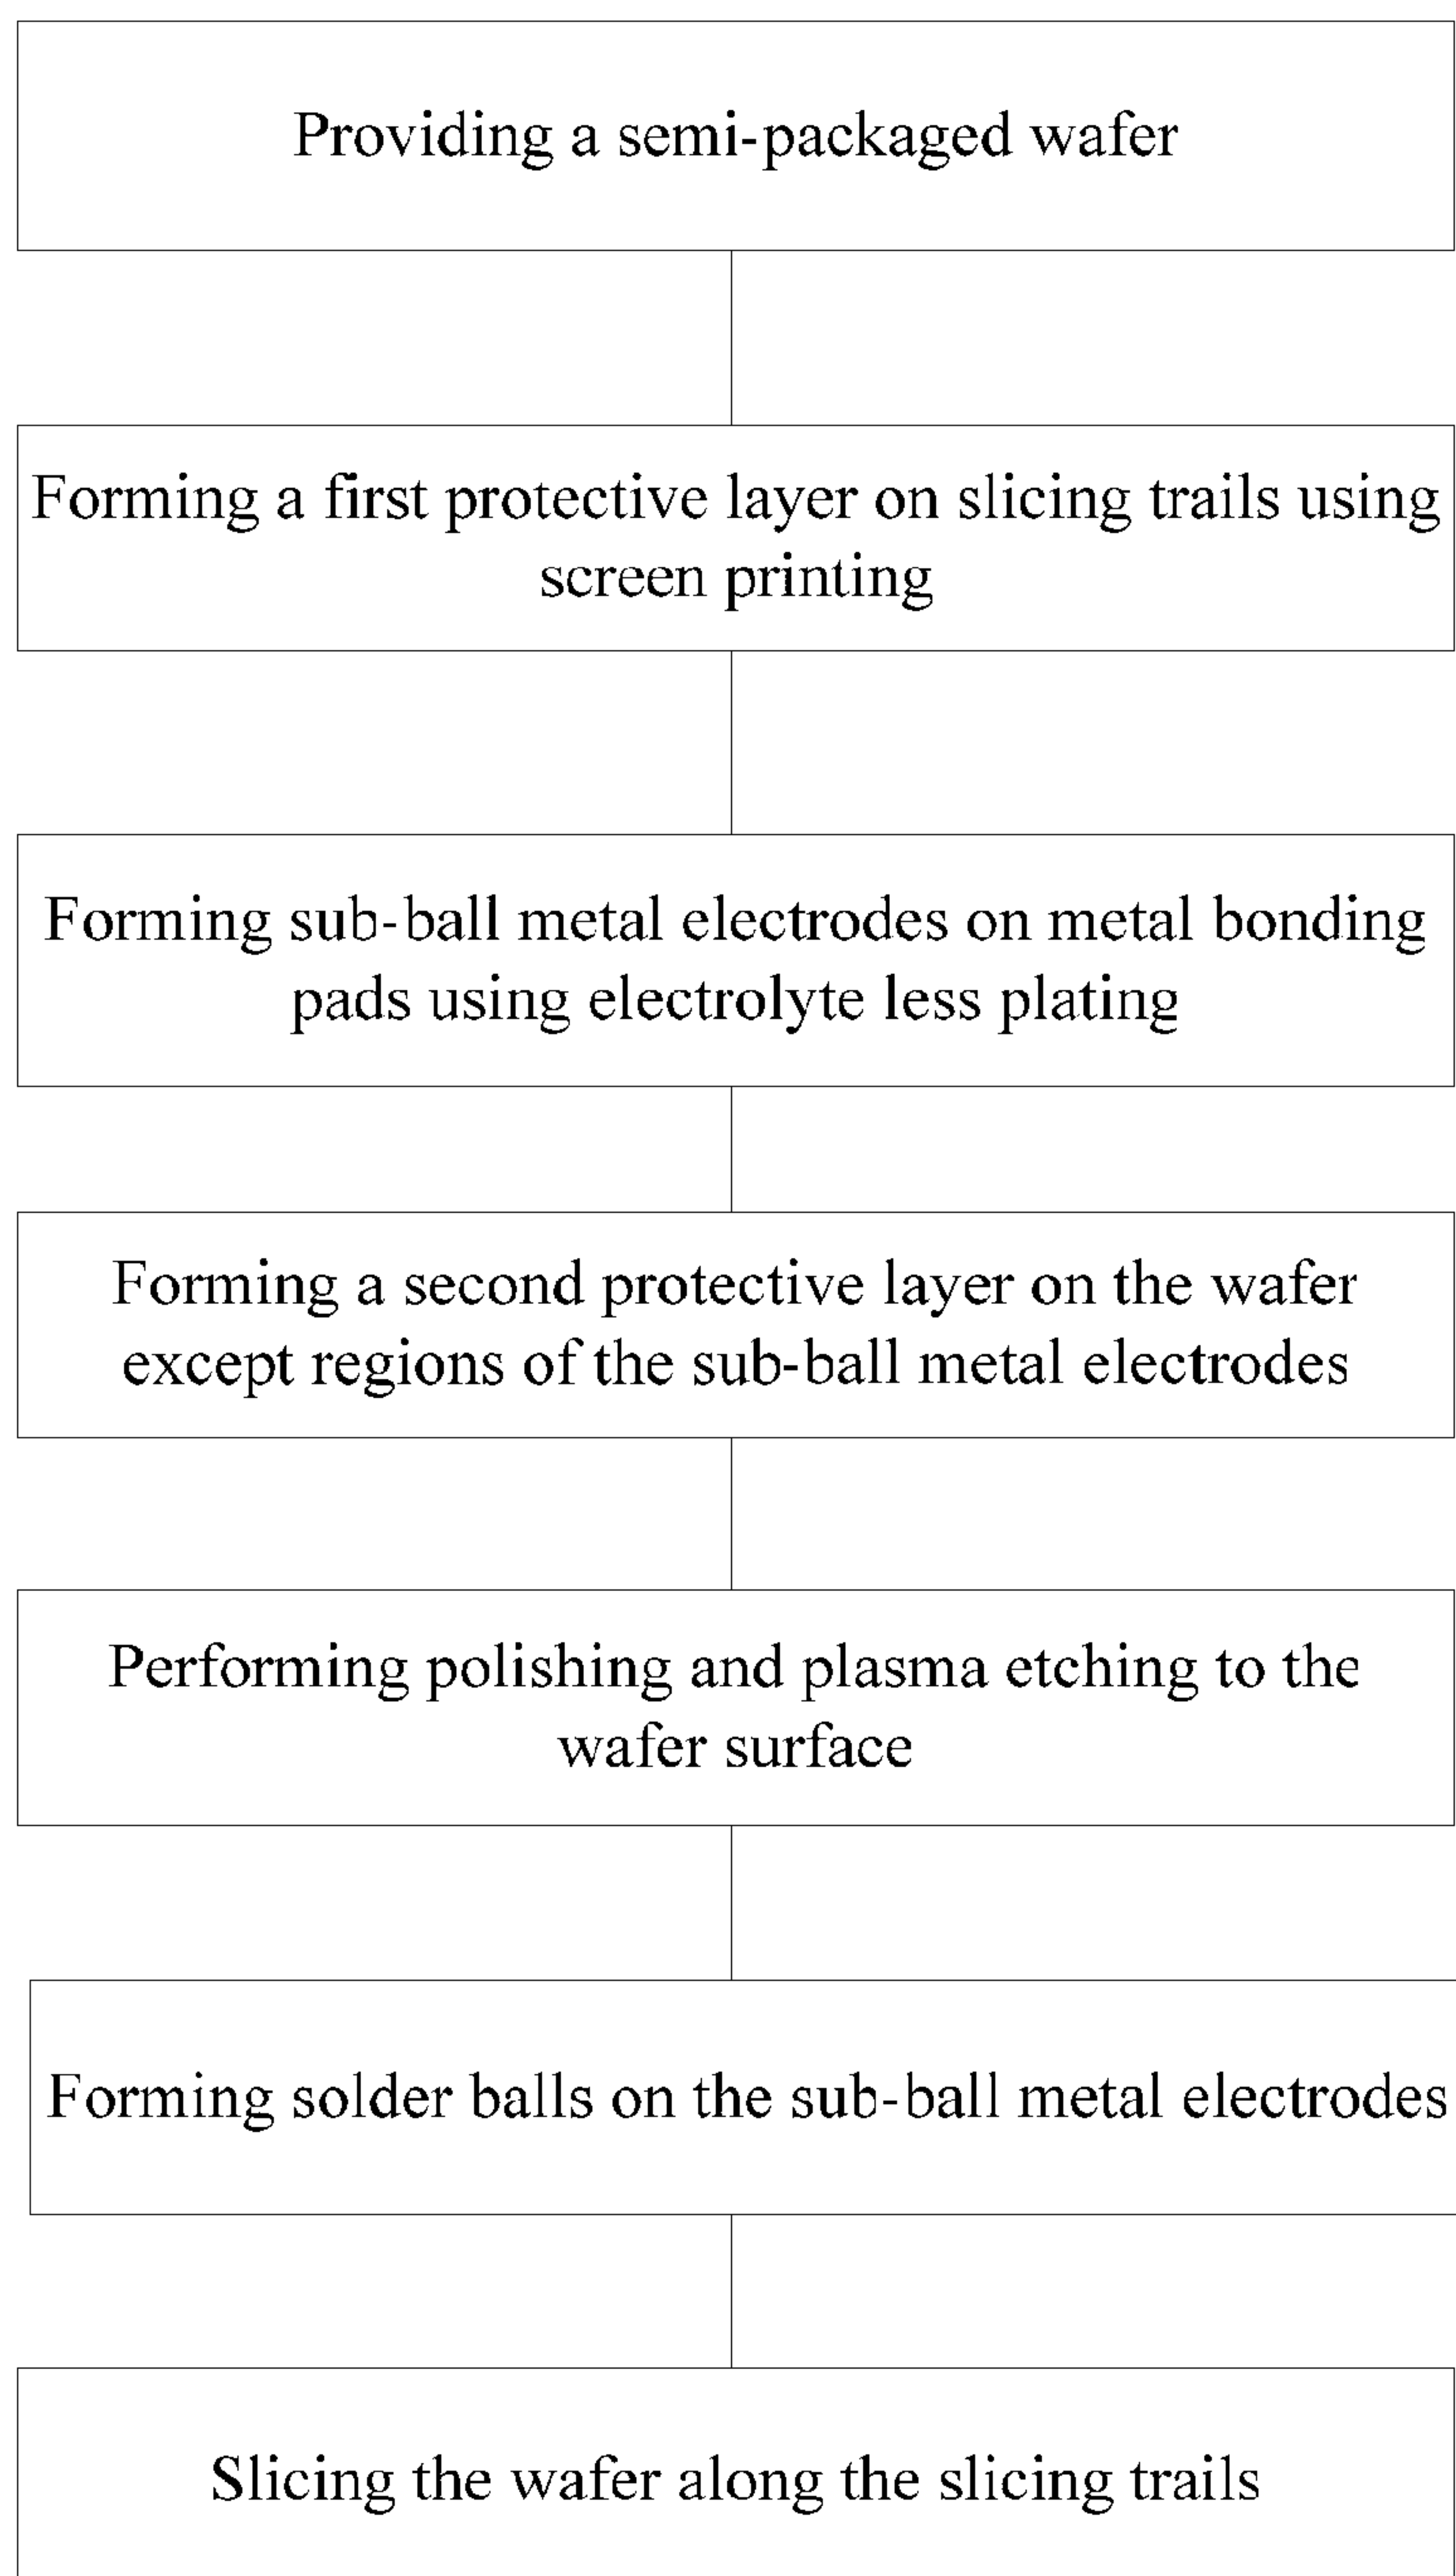 Providing a semi-packaged wafer
Forming a first protective layer on slicing trails using
screen printing
Forming sub-ball metal electrodes on metal bonding
pads using electrolyte less plating
Forming a second protective layer on the wafer
except regions of the sub-ball metal electrodes
Performing polishing and plasma etching to the
wafer surface
Forming solder balls on the sub-ball metal electrodes
Slicing the wafer along the slicing trails